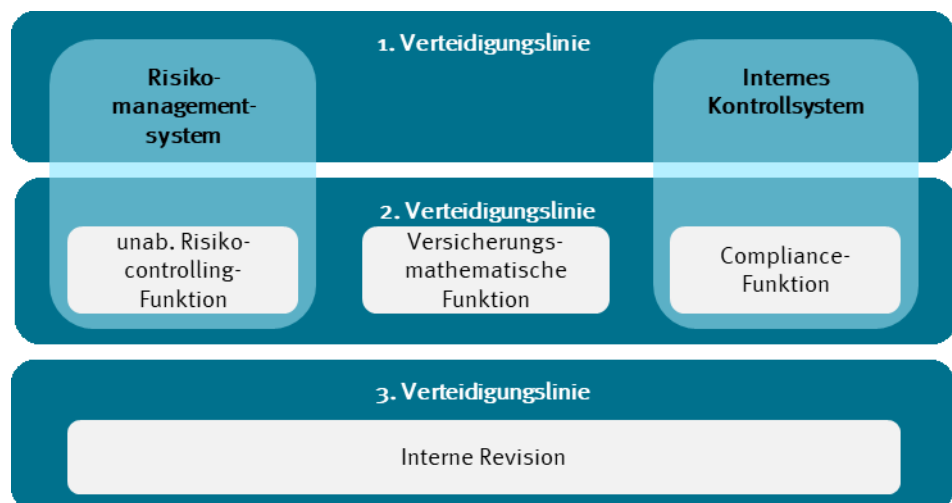 1. Verteidigungslinie
Risiko-
management-
system
Internes
Kontrollsystem
2. Verteidigungslinie
unab. Risiko-
controlling-
Funktion
Versicherungs-
mathematische
Funktion
Compliance-
Funktion
3. Verteidigungslinie
Interne Revision